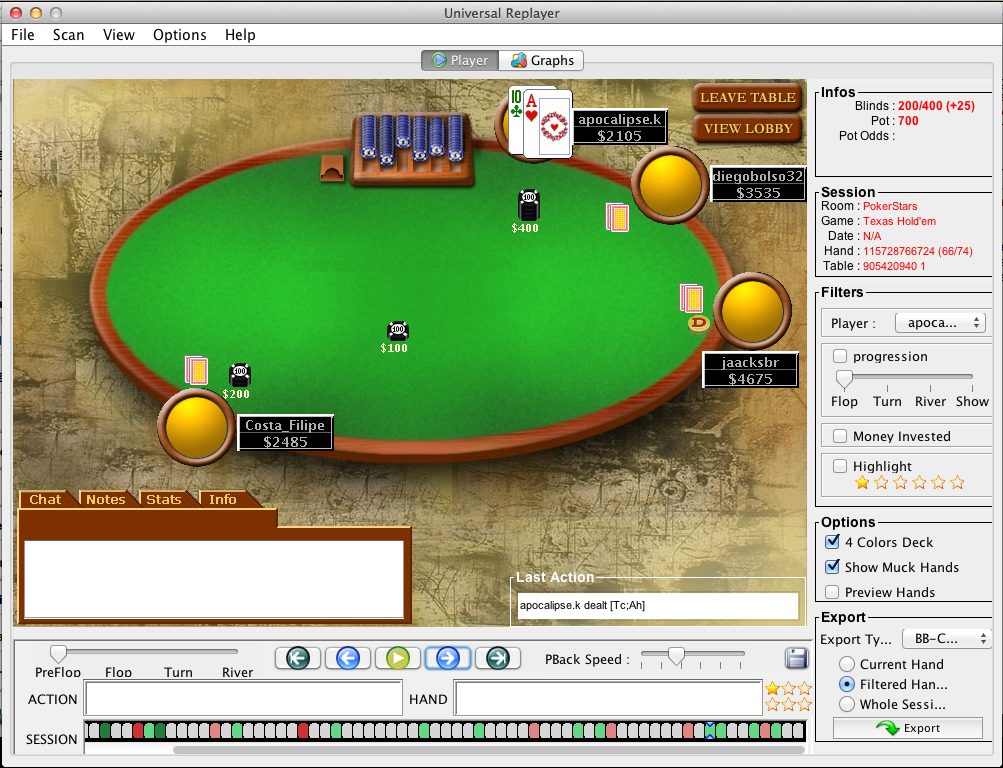 Universal Replayer
File Scan View Options Help
Player Graphs
10 A
apocalipse.k
$2105
LEAVE TABLE
VIEW LOBBY
diegobolso32
$3535
100
$400
D
jaacksbr
$4675
100
$100
100
$200
Costa_Filipe
$2485
Chat Notes Stats Info
Last Action
apocalipse.k dealt [Tc;Ah]
Infos
Blinds : 200/400 (+25)
Pot : 700
Pot Odds :
Session
Room : PokerStars
Game : Texas Hold'em
Date : N/A
Hand : 115728766724 (66/74)
Table : 905420940 1
Filters
Player : apoca...
progression
Flop Turn River Show
Money Invested
Highlight
Options
4 Colors Deck
Show Muck Hands
Preview Hands
Export
Export Ty... BB-C...
Current Hand
Filtered Han...
Whole Sessi...
Export
PreFlop Flop Turn River
PBack Speed :
ACTION
HAND
SESSION